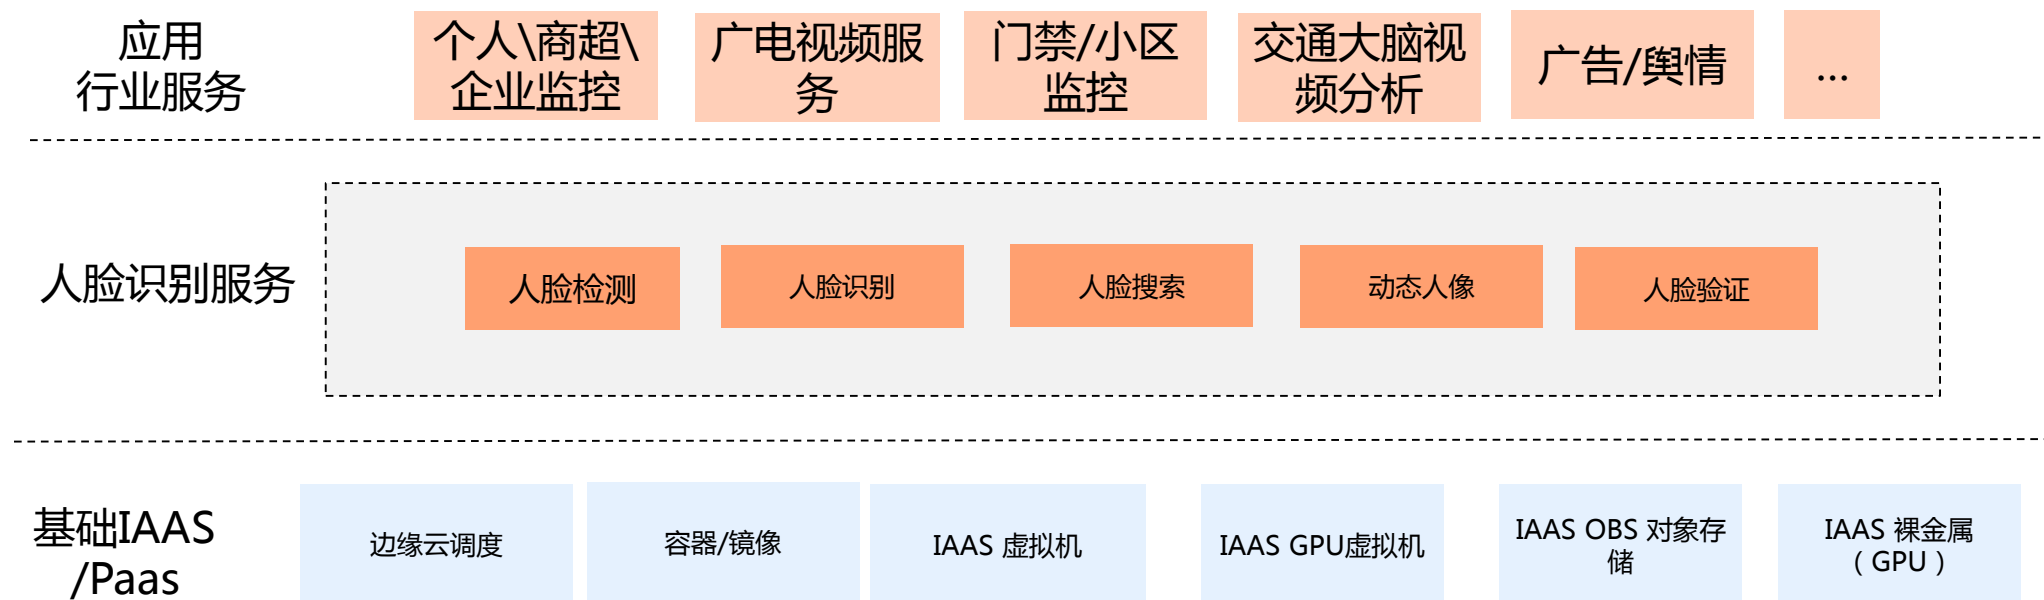 应用
行业服务
个人\商超\
企业监控
广电视频服
务
门禁/小区
监控
交通大脑视
频分析
广告/舆情
...
人脸识别服务
人脸检测
人脸识别
人脸搜索
动态人像
人脸验证
基础IAAS
/Paas
边缘云调度
容器/镜像
IAAS 虚拟机
IAAS GPU虚拟机
IAAS OBS 对象存
储
IAAS 裸金属
（GPU）